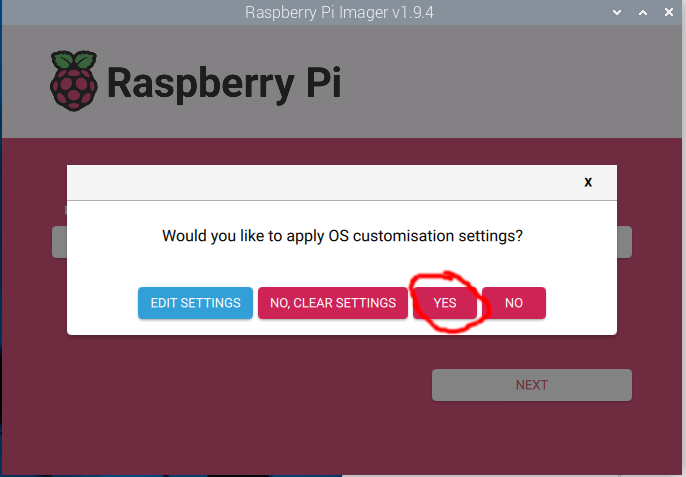 Raspberry Pi Imager v1.9.4
Raspberry Pi
X
Would you like to apply OS customisation settings?
EDIT SETTINGS NO, CLEAR SETTINGS YES NO
NEXT